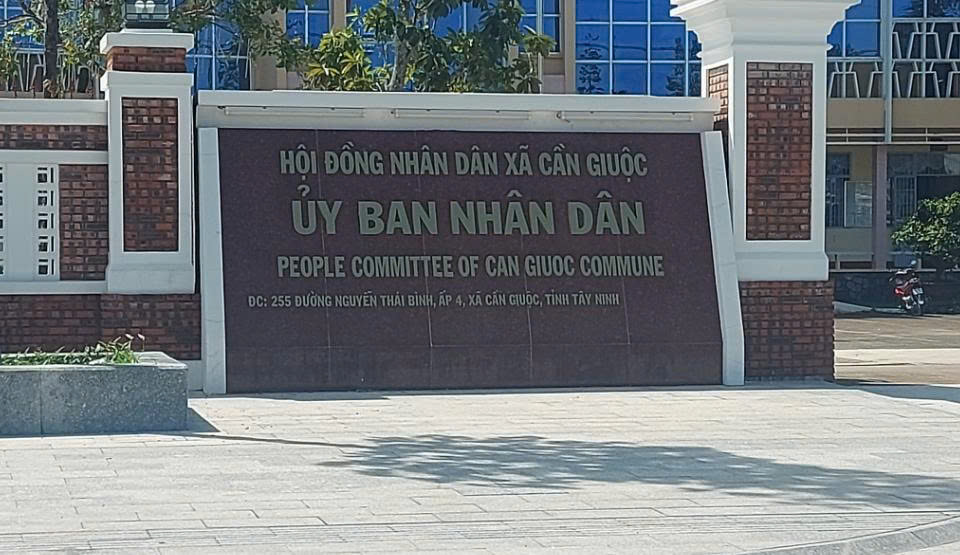 HỘI ĐỒNG NHÂN DÂN XÃ CẦN GIUỘC
ỦY BAN NHÂN DÂN
PEOPLE COMMITTEE OF CAN GIUOC COMMUNE
ĐC: 255 ĐƯỜNG NGUYỄN THÁI BÌNH, ẤP 4, XÃ CẦN GIUỘC, TỈNH TÂY NINH